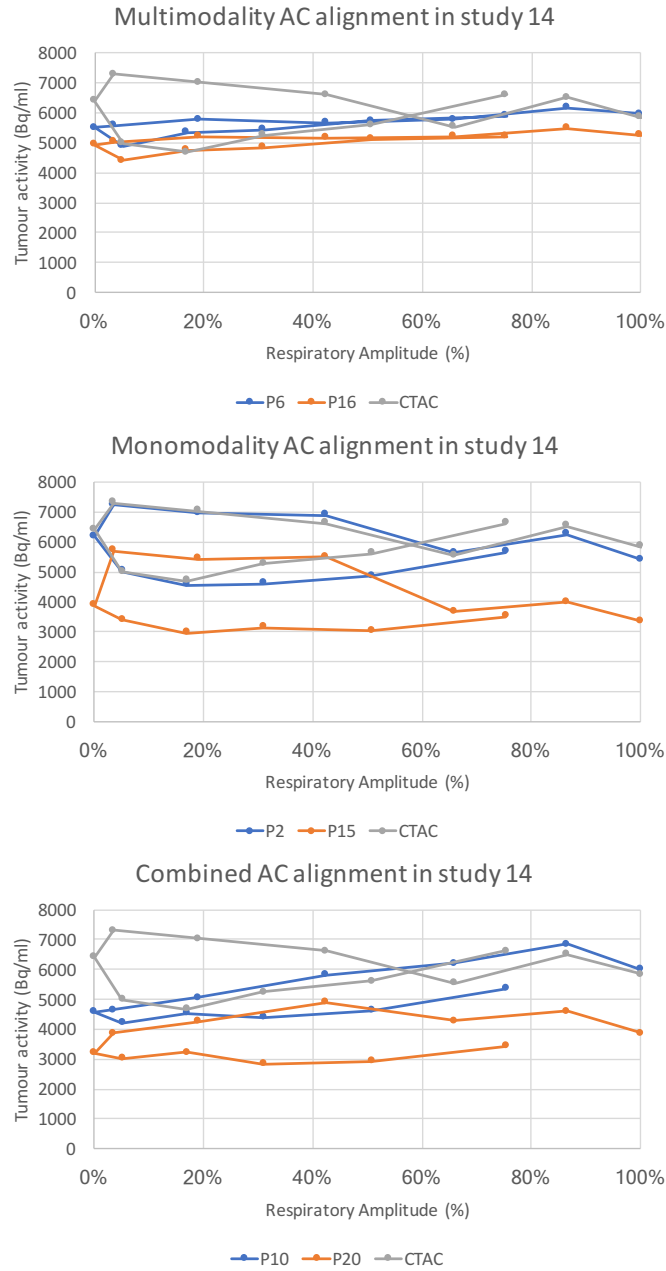 Multimodality AC alignment in study 14
Tumour activity (Bq/ml)
8000
7000
6000
5000
4000
3000
2000
1000
0
0% 20% 40% 60% 80% 100%
Respiratory Amplitude (%)
P6 P16 CTAC
Monomodality AC alignment in study 14
Tumour activity (Bq/ml)
8000
7000
6000
5000
4000
3000
2000
1000
0
0% 20% 40% 60% 80% 100%
Respiratory Amplitude (%)
P2 P15 CTAC
Combined AC alignment in study 14
Tumour activity (Bq/ml)
8000
7000
6000
5000
4000
3000
2000
1000
0
0% 20% 40% 60% 80% 100%
Respiratory Amplitude (%)
P10 P20 CTAC